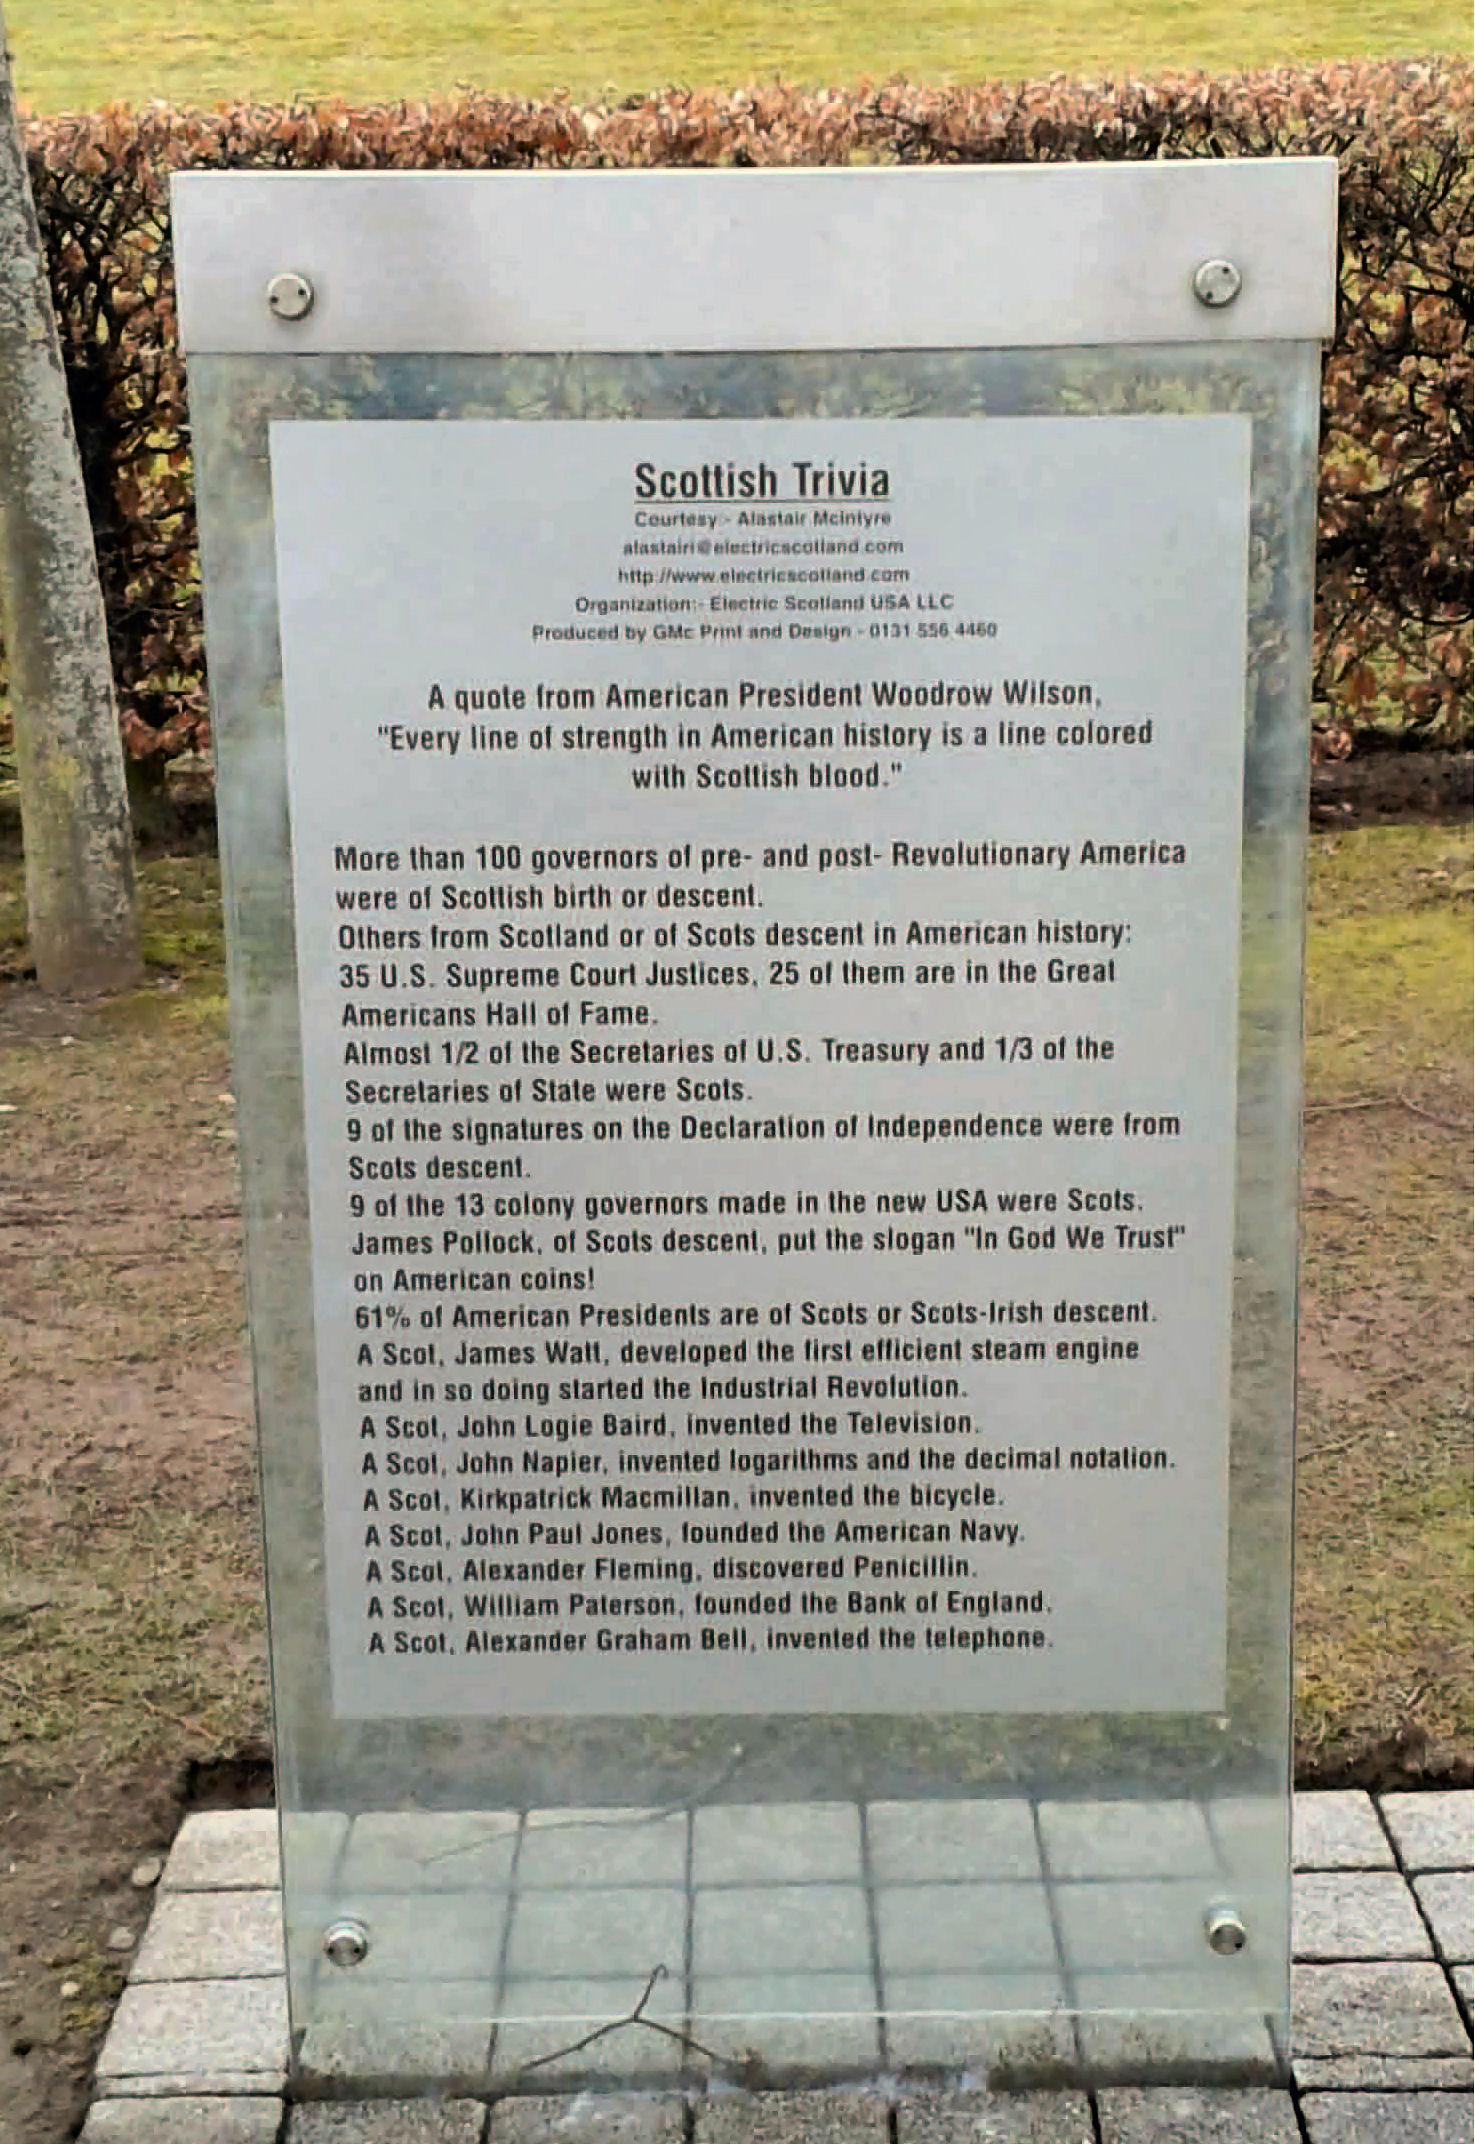 Scottish Trivia
Courtesy - Alastair McIntyre
alastairi@electricscotland.com
http://www.electricscotland.com
Organization:- Electric Scotland USA LLC
Produced by GMc Print and Design - 0131 556 4460
A quote from American President Woodrow Wilson,
"Every line of strength in American history is a line colored
with Scottish blood."
More than 100 governors of pre- and post- Revolutionary America
were of Scottish birth or descent.
Others from Scotland or of Scots descent in American history:
35 U.S. Supreme Court Justices, 25 of them are in the Great
Americans Hall of Fame.
Almost 1/2 of the Secretaries of U.S. Treasury and 1/3 of the
Secretaries of State were Scots.
9 of the signatures on the Declaration of Independence were from
Scots descent.
9 of the 13 colony governors made in the new USA were Scots.
James Pollock, of Scots descent, put the slogan "In God We Trust"
on American coins!
61% of American Presidents are of Scots or Scots-Irish descent.
A Scot, James Watt, developed the first efficient steam engine
and in so doing started the Industrial Revolution.
A Scot, John Logie Baird, invented the Television.
A Scot, John Napier, invented logarithms and the decimal notation.
A Scot, Kirkpatrick Macmillan, invented the bicycle.
A Scot, John Paul Jones, founded the American Navy.
A Scot, Alexander Fleming, discovered Penicillin.
A Scot, William Paterson, founded the Bank of England.
A Scot, Alexander Graham Bell, invented the telephone.